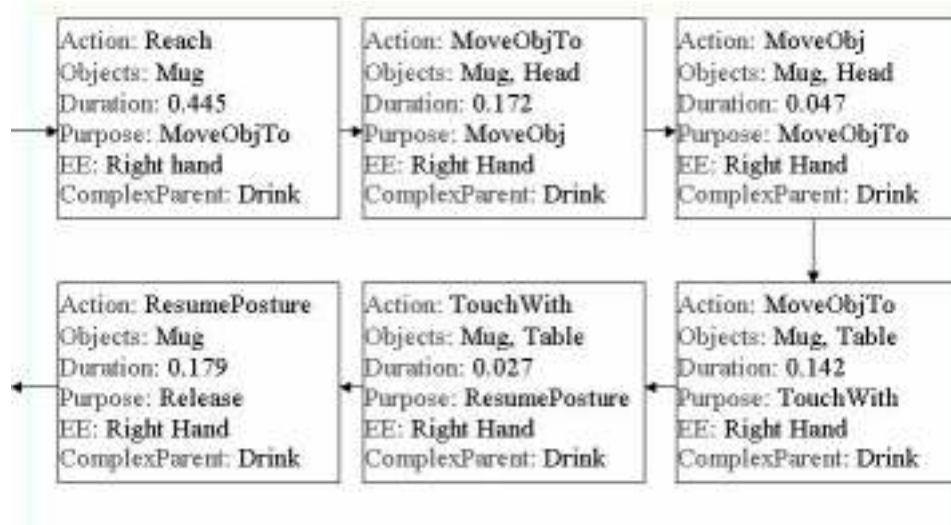 Action: Reach
Objects: Mug
Duration: 0.445
Purpose: MoveObjTo
EE: Right hand
ComplexParent: Drink
Action: MoveObjTo
Objects: Mug, Head
Duration: 0.172
Purpose: MoveObj
EE: Right Hand
ComplexParent: Drink
Action: MoveObj
Objects: Mug, Head
Duration: 0.047
Purpose: MoveObjTo
EE: Right Hand
ComplexParent: Drink
Action: MoveObjTo
Objects: Mug, Table
Duration: 0.142
Purpose: TouchWith
EE: Right Hand
ComplexParent: Drink
Action: TouchWith
Objects: Mug, Table
Duration: 0.027
Purpose: ResumePosture
EE: Right Hand
ComplexParent: Drink
Action: ResumePosture
Objects: Mug
Duration: 0.179
Purpose: Release
EE: Right Hand
ComplexParent: Drink